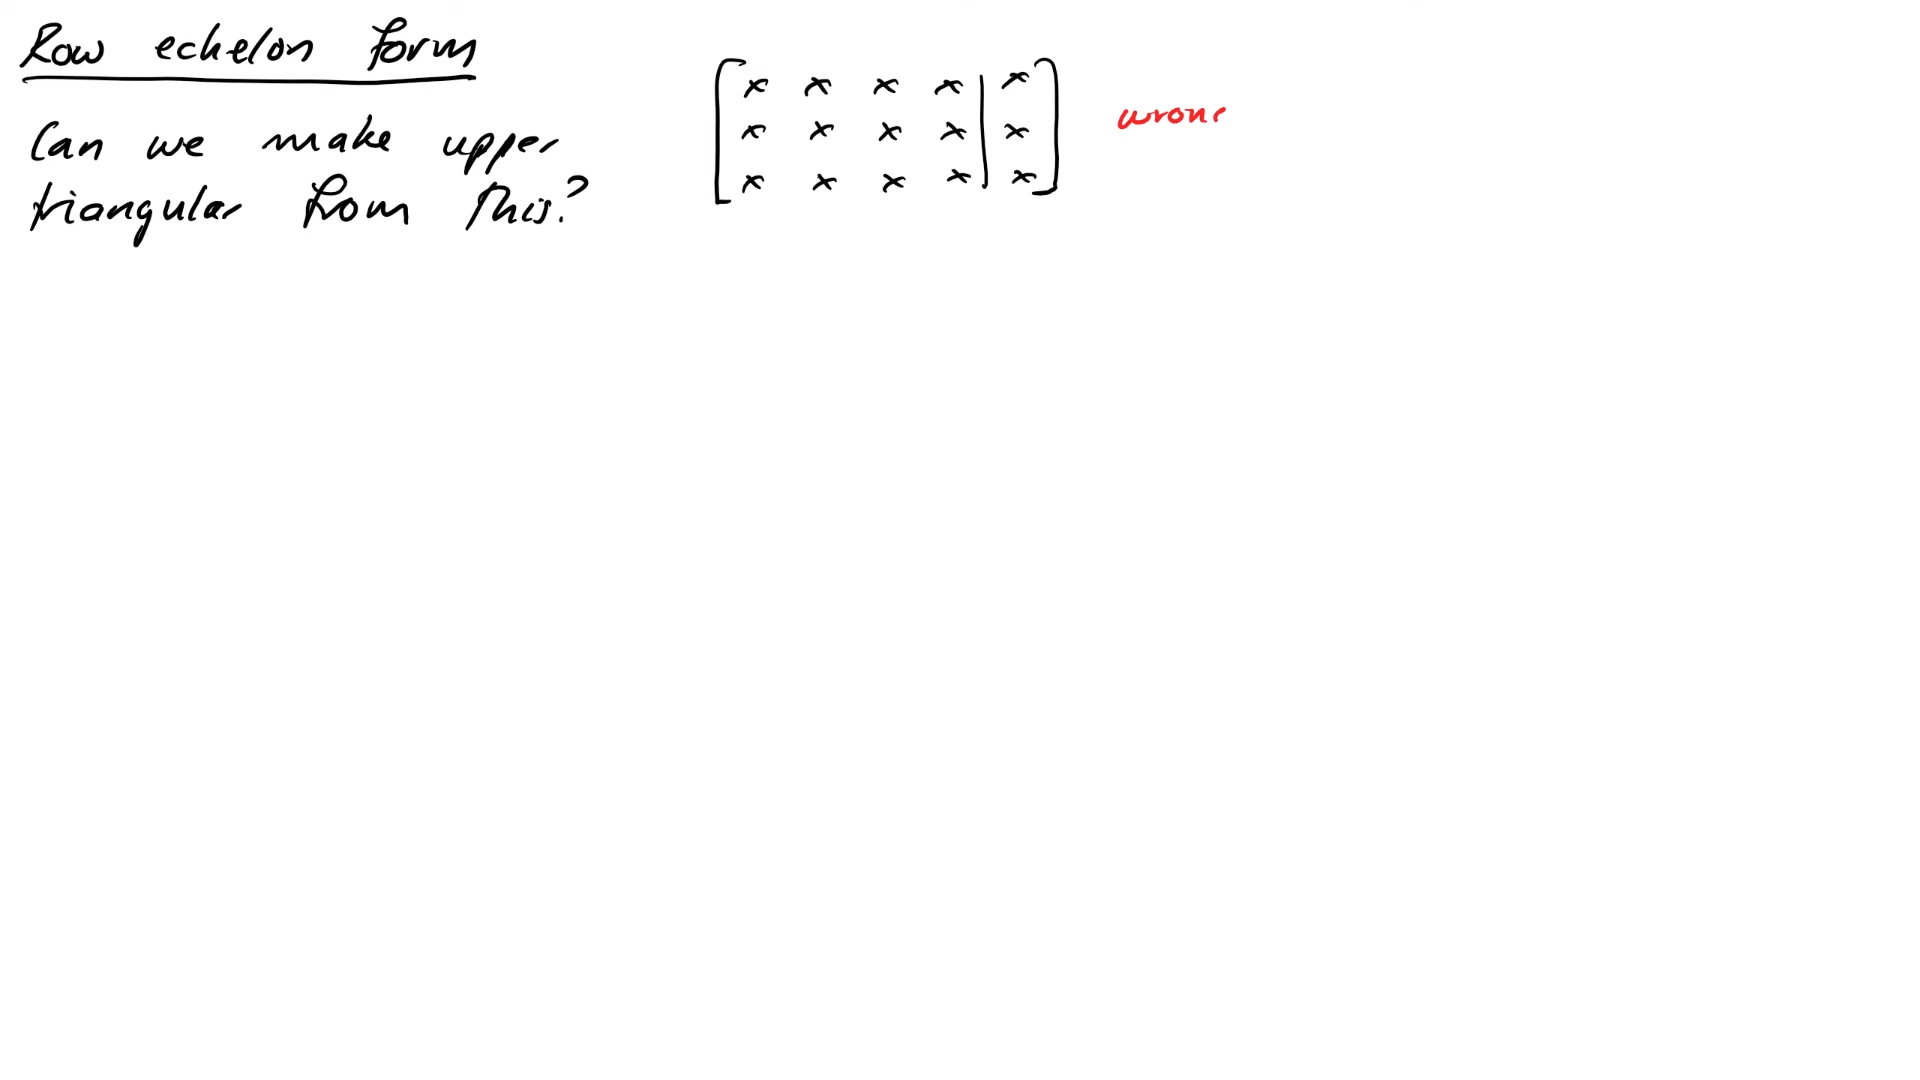 Row echelon form
Can we make upper
triangular from this?
x x x x | x
x x x x | x
x x x x | x
wrong